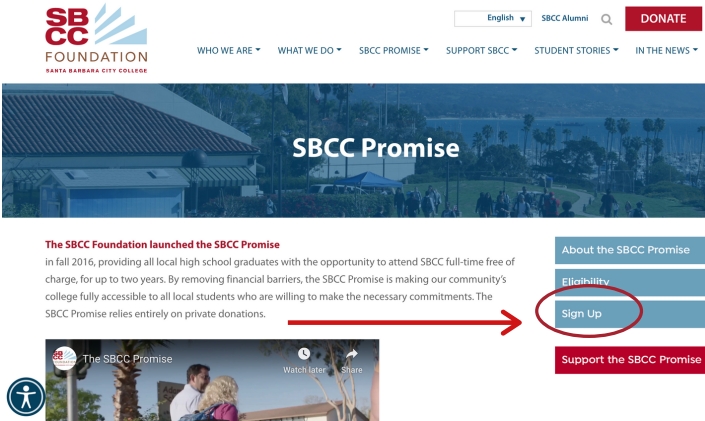 SB
CC
FOUNDATION
SANTA BARBARA CITY COLLEGE
English
SBCC Alumni
DONATE
WHO WE ARE
WHAT WE DO
SBCC PROMISE
SUPPORT SBCC
STUDENT STORIES
IN THE NEWS
SBCC Promise
The SBCC Foundation launched the SBCC Promise
in fall 2016, providing all local high school graduates with the opportunity to attend SBCC full-time free of
charge, for up to two years. By removing financial barriers, the SBCC Promise is making our community's
college fully accessible to all local students who are willing to make the necessary commitments. The
SBCC Promise relies entirely on private donations.
About the SBCC Promise
Eligibility
Sign Up
Support the SBCC Promise
The SBCC Promise
Watch later
Share